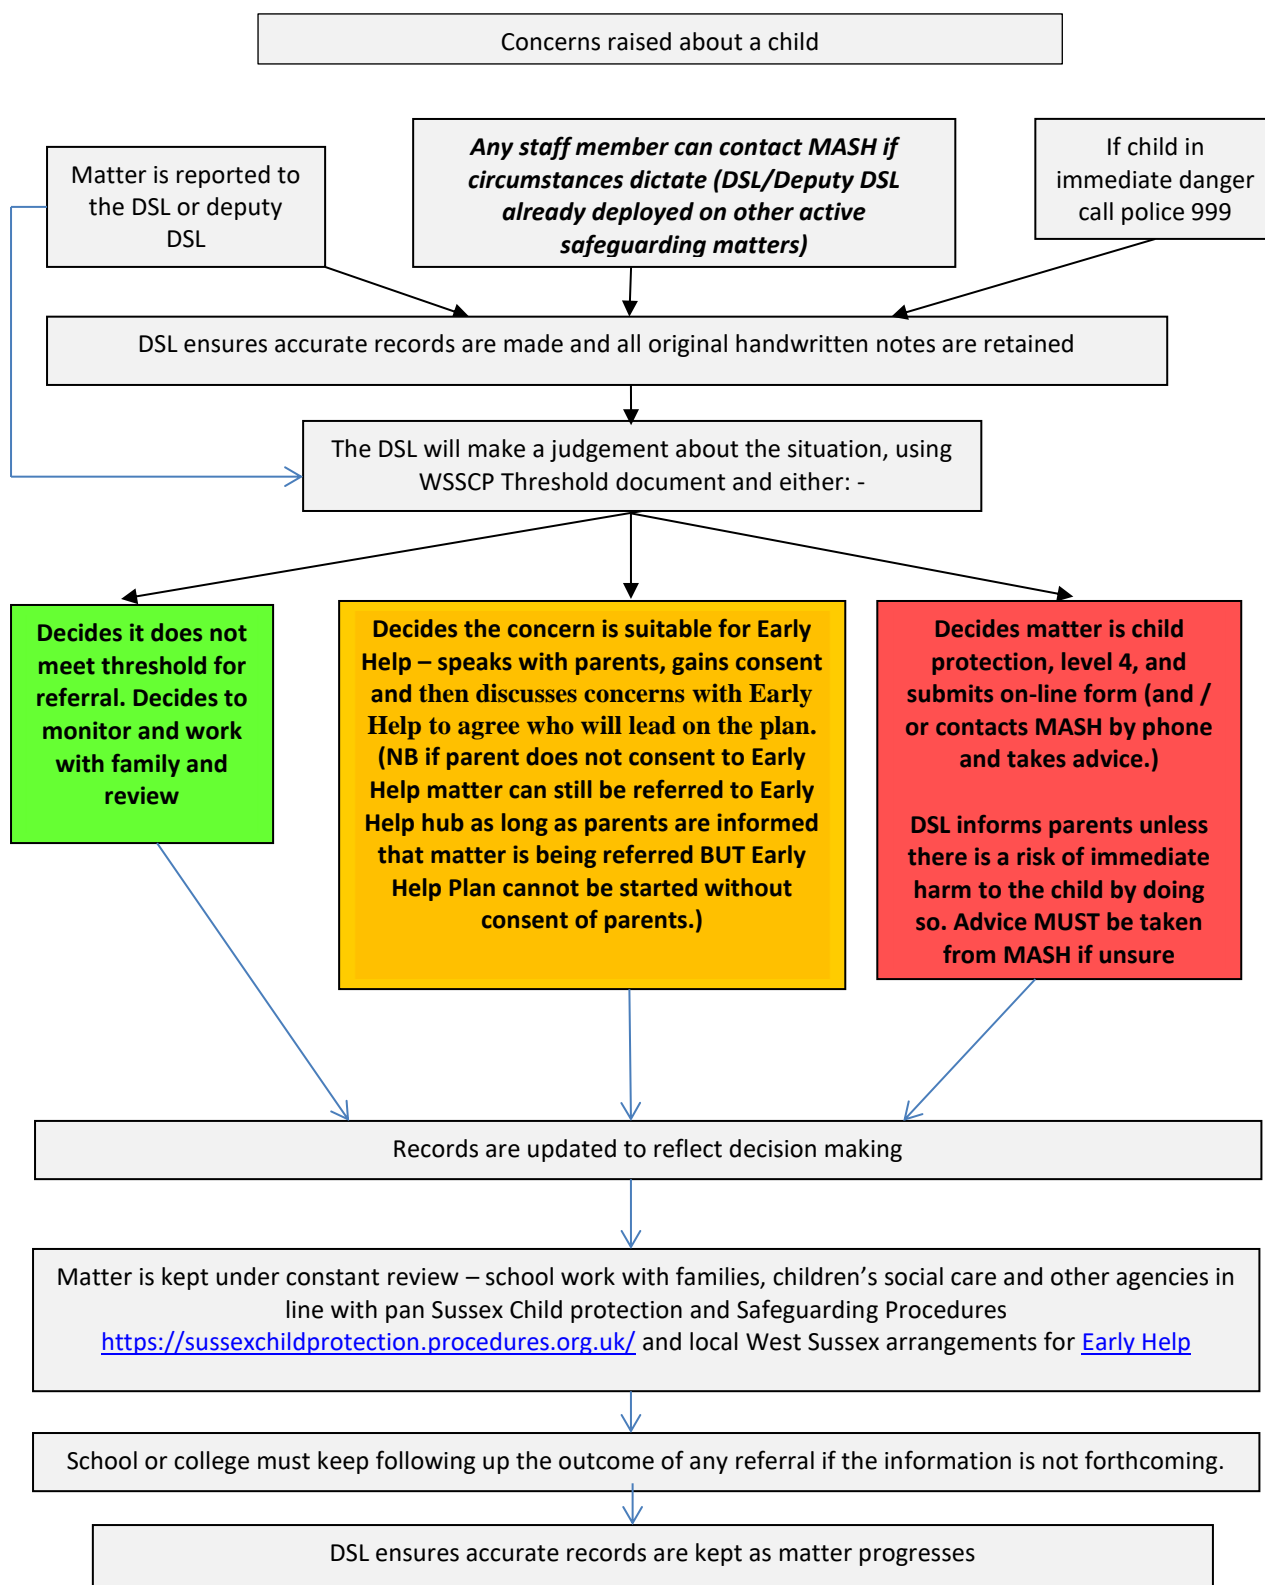 Concerns raised about a child
Matter is reported to
the DSL or deputy
DSL
Any staff member can contact MASH if
circumstances dictate (DSL/Deputy DSL
already deployed on other active
safeguarding matters)
If child in
immediate danger
call police 999
DSL ensures accurate records are made and all original handwritten notes are retained
The DSL will make a judgement about the situation, using
WSSCP Threshold document and either: -
Decides it does not
meet threshold for
referral. Decides to
monitor and work
with family and
review
Decides the concern is suitable for Early
Help – speaks with parents, gains consent
and then discusses concerns with Early
Help to agree who will lead on the plan.
(NB if parent does not consent to Early
Help matter can still be referred to Early
Help hub as long as parents are informed
that matter is being referred BUT Early
Help Plan cannot be started without
consent of parents.)
Decides matter is child
protection, level 4, and
submits on-line form (and /
or contacts MASH by phone
and takes advice.)
DSL informs parents unless
there is a risk of immediate
harm to the child by doing
so. Advice MUST be taken
from MASH if unsure
Records are updated to reflect decision making
Matter is kept under constant review – school work with families, children’s social care and other agencies in
line with pan Sussex Child protection and Safeguarding Procedures
https://sussexchildprotection.procedures.org.uk/ and local West Sussex arrangements for Early Help
School or college must keep following up the outcome of any referral if the information is not forthcoming.
DSL ensures accurate records are kept as matter progresses